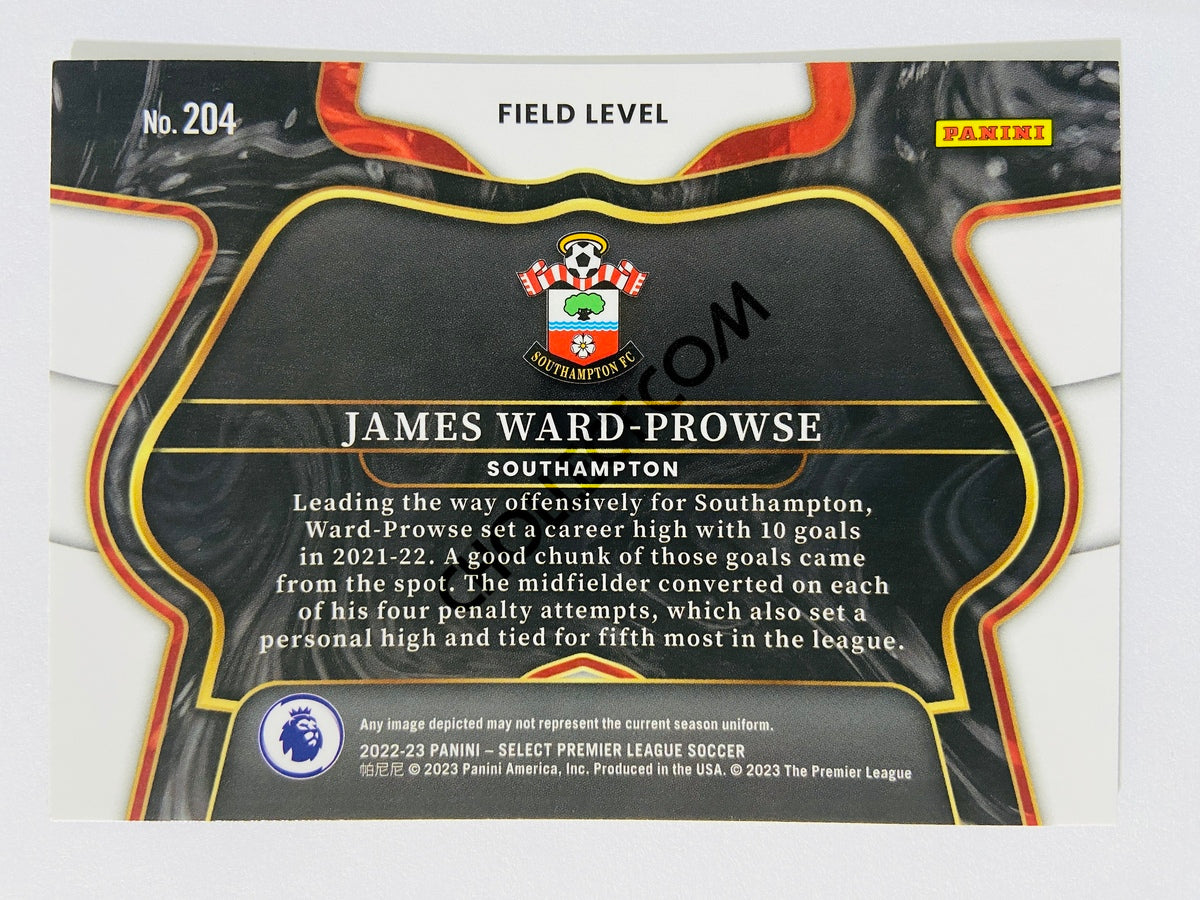 No. 204
FIELD LEVEL
PANINI
SOUTHAMPTON FC
JAMES WARD-PROWSE
SOUTHAMPTON
Leading the way offensively for Southampton,
Ward-Prowse set a career high with 10 goals
in 2021-22. A good chunk of those goals came
from the spot. The midfielder converted on each
of his four penalty attempts, which also set a
personal high and tied for fifth most in the league.
Any image depicted may not represent the current season uniform.
2022-23 PANINI – SELECT PREMIER LEAGUE SOCCER
帕尼尼 © 2023 Panini America, Inc. Produced in the USA. © 2023 The Premier League